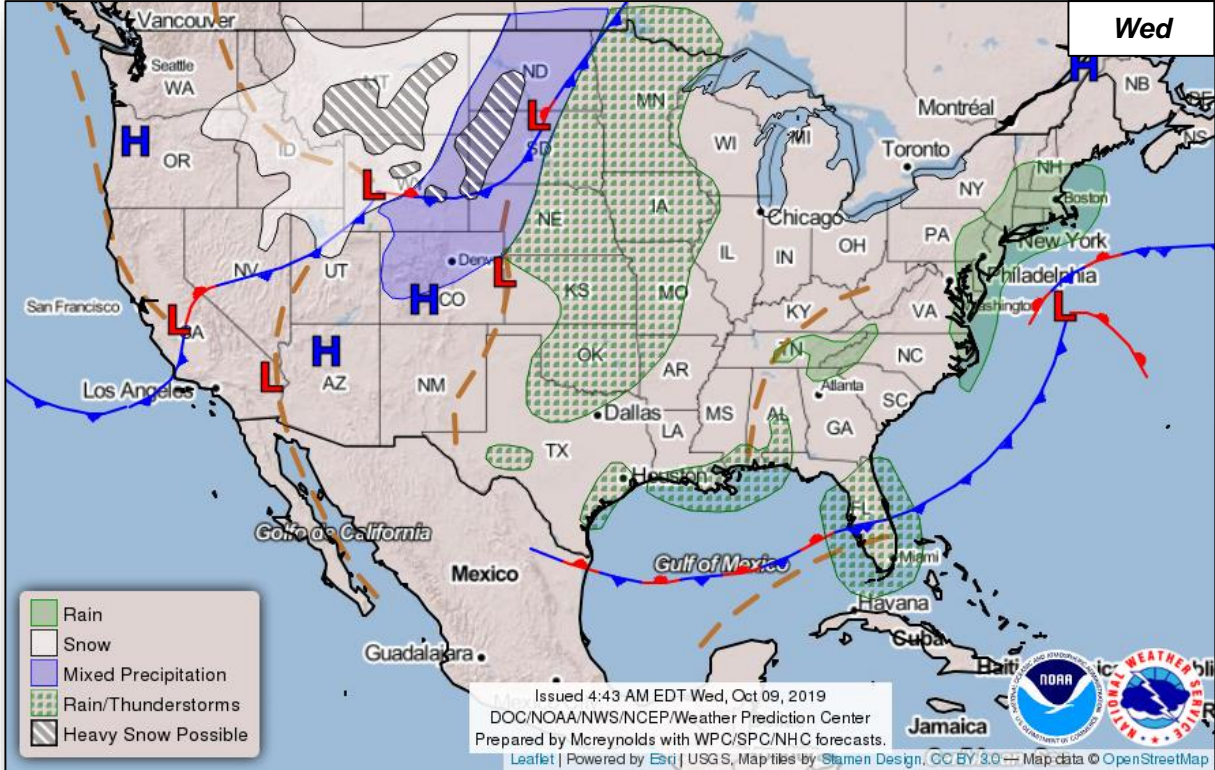 Wed
Vancouver
Seattle
WA
MT
ND
MN
Montréal
NB
NS
H
H
OR
ID
L
SD
WI
MI
Toronto
NH
Boston
NY
L
NE
IA
Chicago
PA
New York
NV
UT
Denv
L
IL
IN
OH
Philadelphia
San Francisco
L
CA
H
CO
KS
MO
KY
VA
L
H
AZ
NM
OK
TN
NC
L
Los Angeles
AR
Atlanta
SC
Dallas
MS
AL
GA
LA
TX
Houston
FL
Golfo de California
Gulf of Mexico
Miami
Mexico
Havana
Cuba
Guadalajara
Jamaica
Rain
Snow
Mixed Precipitation
Rain/Thunderstorms
Heavy Snow Possible
Issued 4:43 AM EDT Wed, Oct 09, 2019
DOC/NOAA/NWS/NCEP/Weather Prediction Center
Prepared by Mcreynolds with WPC/SPC/NHC forecasts.
NOAA
NATIONAL WEATHER SERVICE
Leaflet | Powered by Esri | USGS, Map tiles by Stamen Design, CC BY 3.0 — Map data © OpenStreetMap